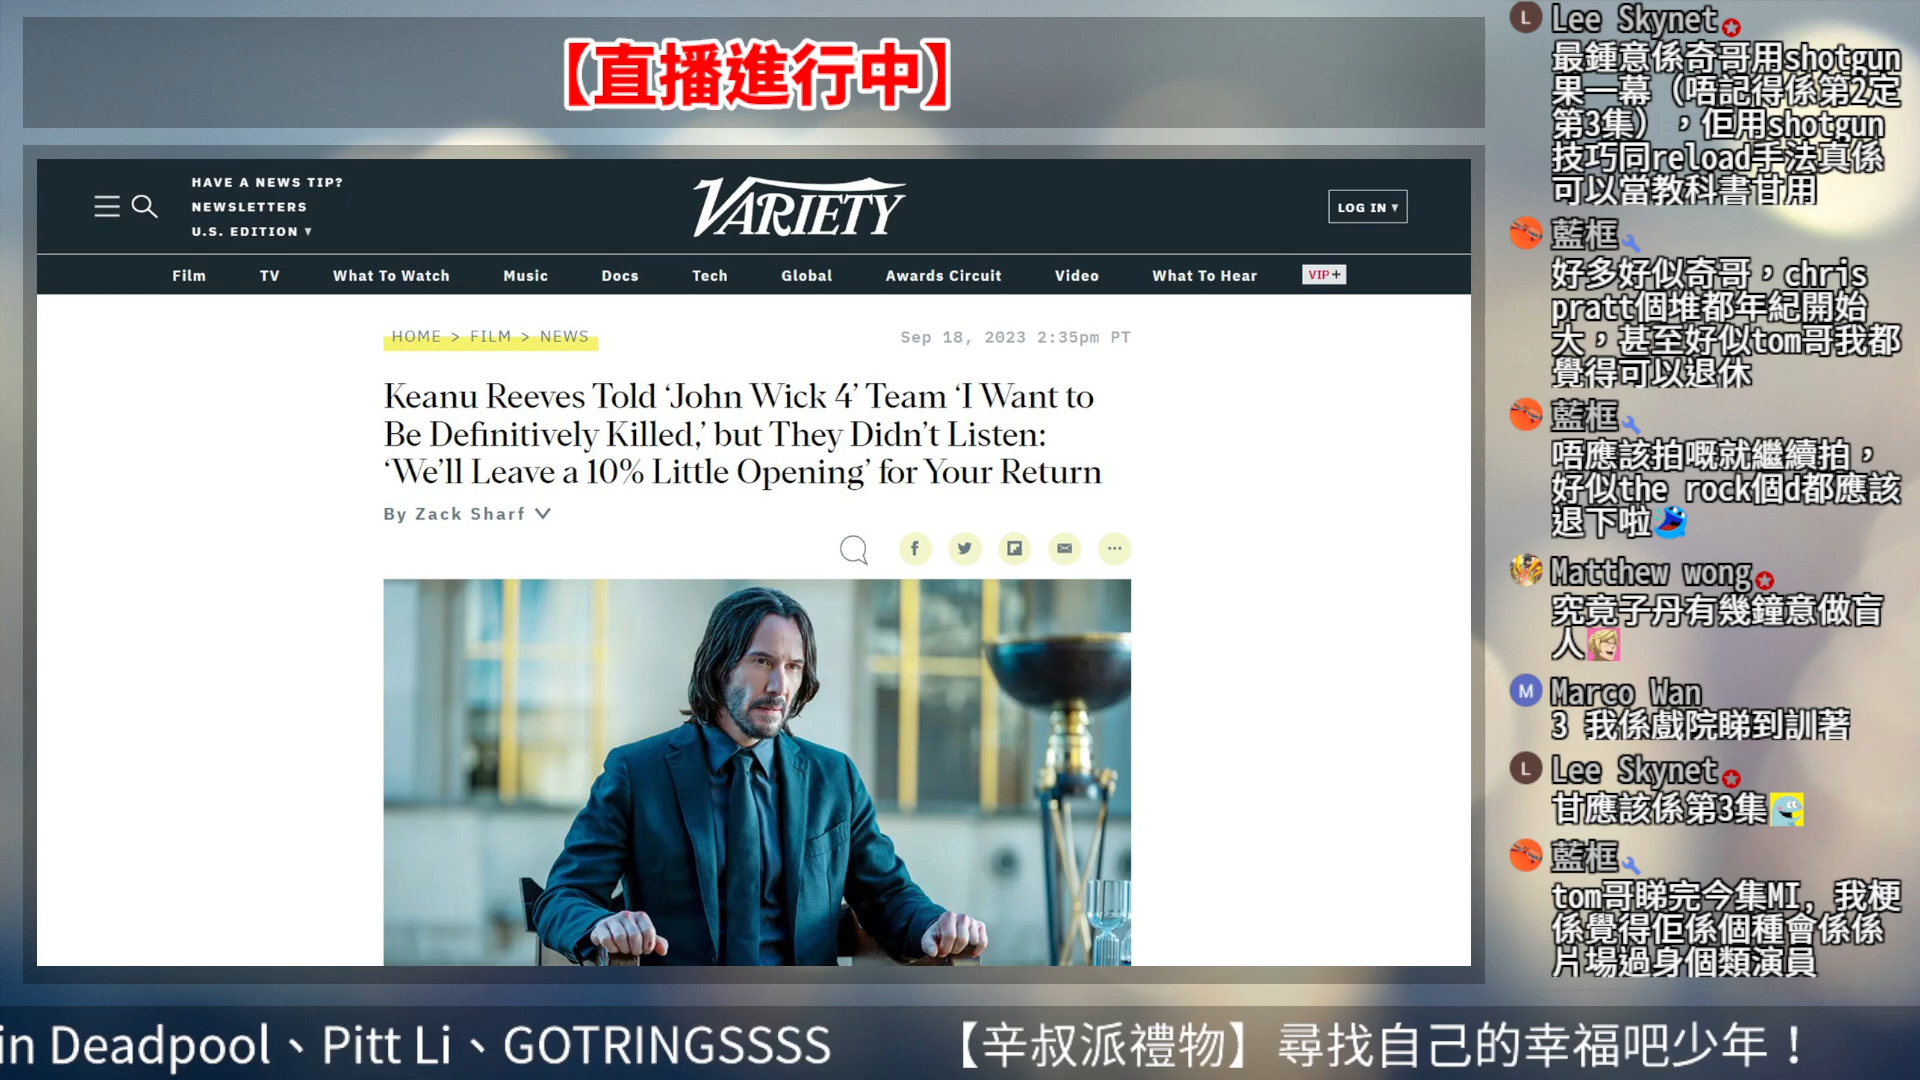 【直播進行中】
HAVE A NEWS TIP?
NEWSLETTERS
U.S. EDITION ▾
VARIETY
LOG IN ▾
Film TV What To Watch Music Docs Tech Global Awards Circuit Video What To Hear VIP+
HOME > FILM > NEWS
Sep 18, 2023 2:35pm PT
Keanu Reeves Told ‘John Wick 4’ Team ‘I Want to
Be Definitively Killed,’ but They Didn’t Listen:
‘We’ll Leave a 10% Little Opening’ for Your Return
By Zack Sharf
L Lee Skynet
最鍾意係奇哥用shotgun
果一幕（唔記得係第2定
第3集），佢用shotgun
技巧同reload手法真係
可以當教科書甘用
藍框
好多好似奇哥，chris
pratt個堆都年紀開始
大，甚至好似tom哥我都
覺得可以退休
藍框
唔應該拍嘅就繼續拍，
好似the rock個d都應該
退下啦
Matthew wong
究竟子丹有幾鐘意做盲
人
M Marco Wan
3 我係戲院睇到訓著
L Lee Skynet
甘應該係第3集
藍框
tom哥睇完今集MI, 我梗
係覺得佢係個種會係係
片場過身個類演員
in Deadpool、Pitt Li、GOTRINGSSSS 【辛叔派禮物】尋找自己的幸福吧少年！